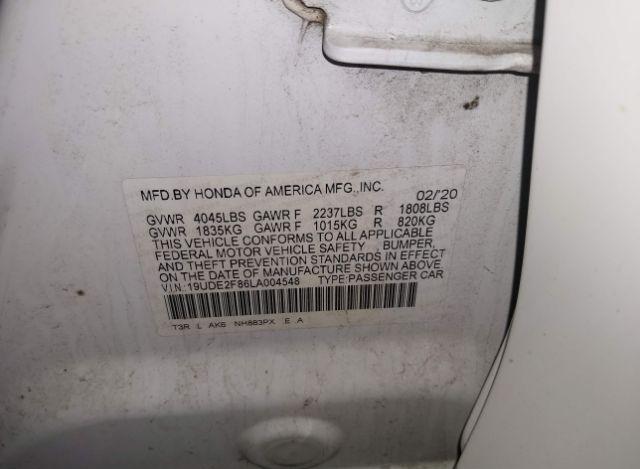 MFD.BY HONDA OF AMERICA MFG.,INC. 02/'20
GVWR 4045LBS GAWR F 2237LBS R 1808LBS
GVWR 1835KG GAWR F 1015KG R 820KG
THIS VEHICLE CONFORMS TO ALL APPLICABLE
FEDERAL MOTOR VEHICLE SAFETY BUMPER,
AND THEFT PREVENTION STANDARDS IN EFFECT
ON THE DATE OF MANUFACTURE SHOWN ABOVE.
V.I.N.:19UDE2F86LA004548 TYPE:PASSENGER CAR
T3R L AK6 NH883PX E A